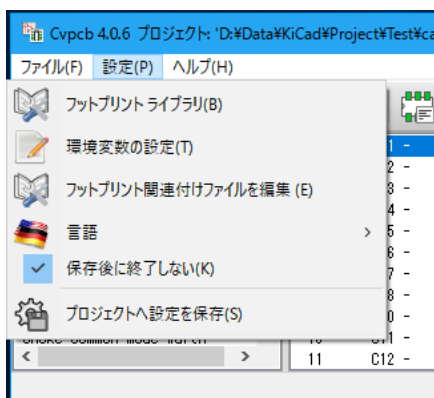 Cvpcb 4.0.6 プロジェクト: 'D:¥Data¥KiCad¥Project¥Test¥ca
ファイル(F) 設定(P) ヘルプ(H)
フットプリント ライブラリ(B)
環境変数の設定(T)
フットプリント関連付けファイルを編集 (E)
言語
保存後に終了しない(K)
プロジェクトへ設定を保存(S)
1 -
2 -
3 -
4 -
5 -
6 -
7 -
8 -
0 -
10 C11 -
11 C12 -